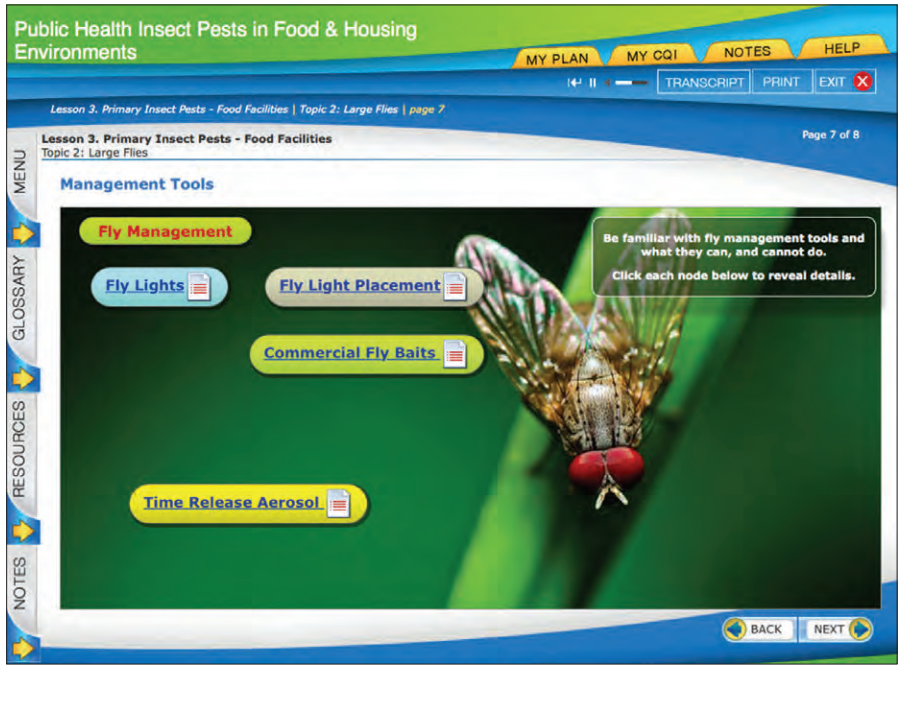 Public Health Insect Pests in Food & Housing
Environments
MY PLAN
MY CQI
NOTES
HELP
TRANSCRIPT
PRINT
EXIT
Lesson 3. Primary Insect Pests - Food Facilities | Topic 2: Large Flies | page 7
Page 7 of 8
Lesson 3. Primary Insect Pests - Food Facilities
Topic 2: Large Flies
MENU
GLOSSARY
RESOURCES
NOTES
Management Tools
Fly Management
Be familiar with fly management tools and
what they can, and cannot do.
Click each node below to reveal details.
Fly Lights
Fly Light Placement
Commercial Fly Baits
Time Release Aerosol
BACK
NEXT